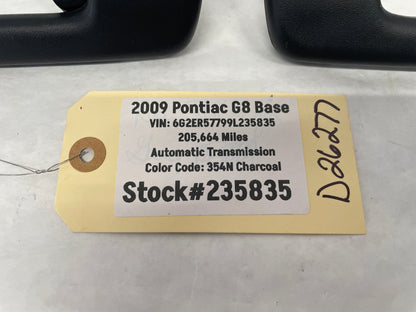 2009 Pontiac G8 Base
VIN: 6G2ER57799L235835
205,664 Miles
Automatic Transmission
Color Code: 354N Charcoal
Stock#235835
D26277